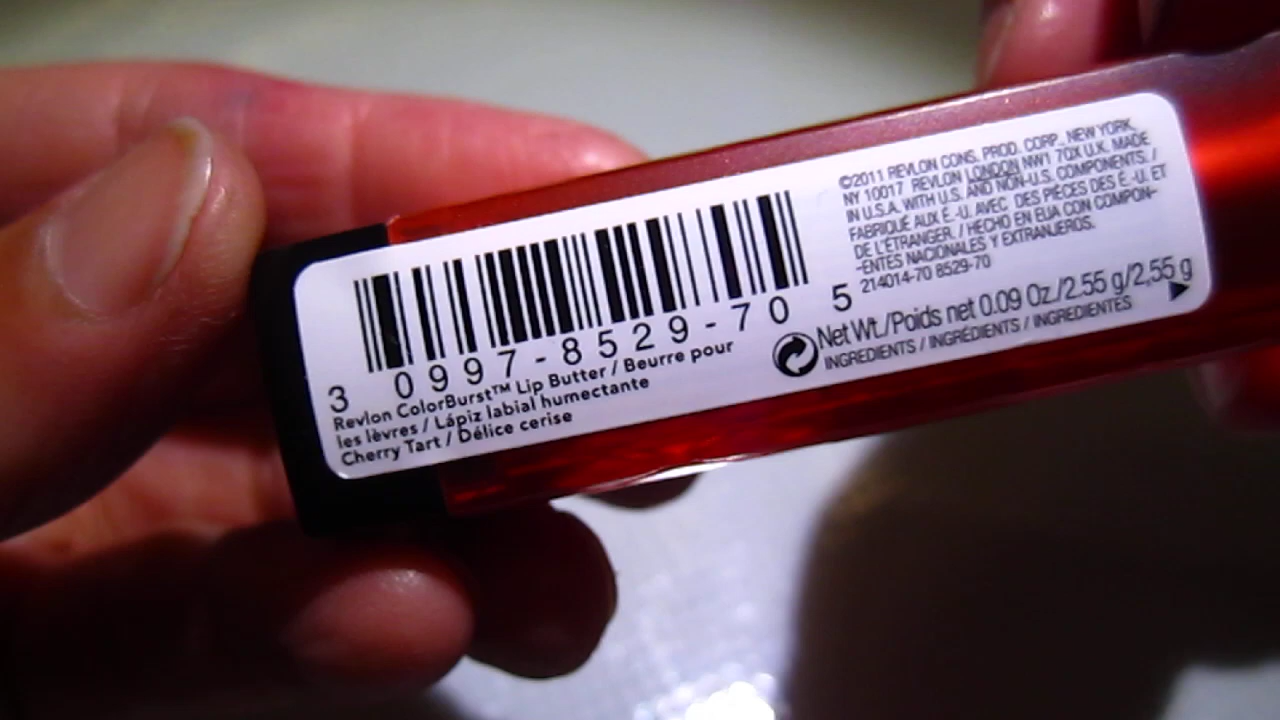 3 0997-8529-70 5
Revlon ColorBurst™ Lip Butter / Beurre pour
les lèvres / Lápiz labial humectante
Cherry Tart / Délice cerise
©2011 REVLON CONS. PROD. CORP., NEW YORK,
NY 10017 REVLON LONDON NW1 7DX U.K. MADE
IN U.S.A. WITH U.S. AND NON-U.S. COMPONENTS. /
FABRIQUÉ AUX É.-U. AVEC DES PIÈCES DES É.-U. ET
DE L'ÉTRANGER. / HECHO EN EUA CON COMPON-
-ENTES NACIONALES Y EXTRANJEROS.
214014-70 8529-70
Net Wt./Poids net 0.09 Oz./2.55 g/2,55 g
INGREDIENTS / INGRÉDIENTS / INGREDIENTES